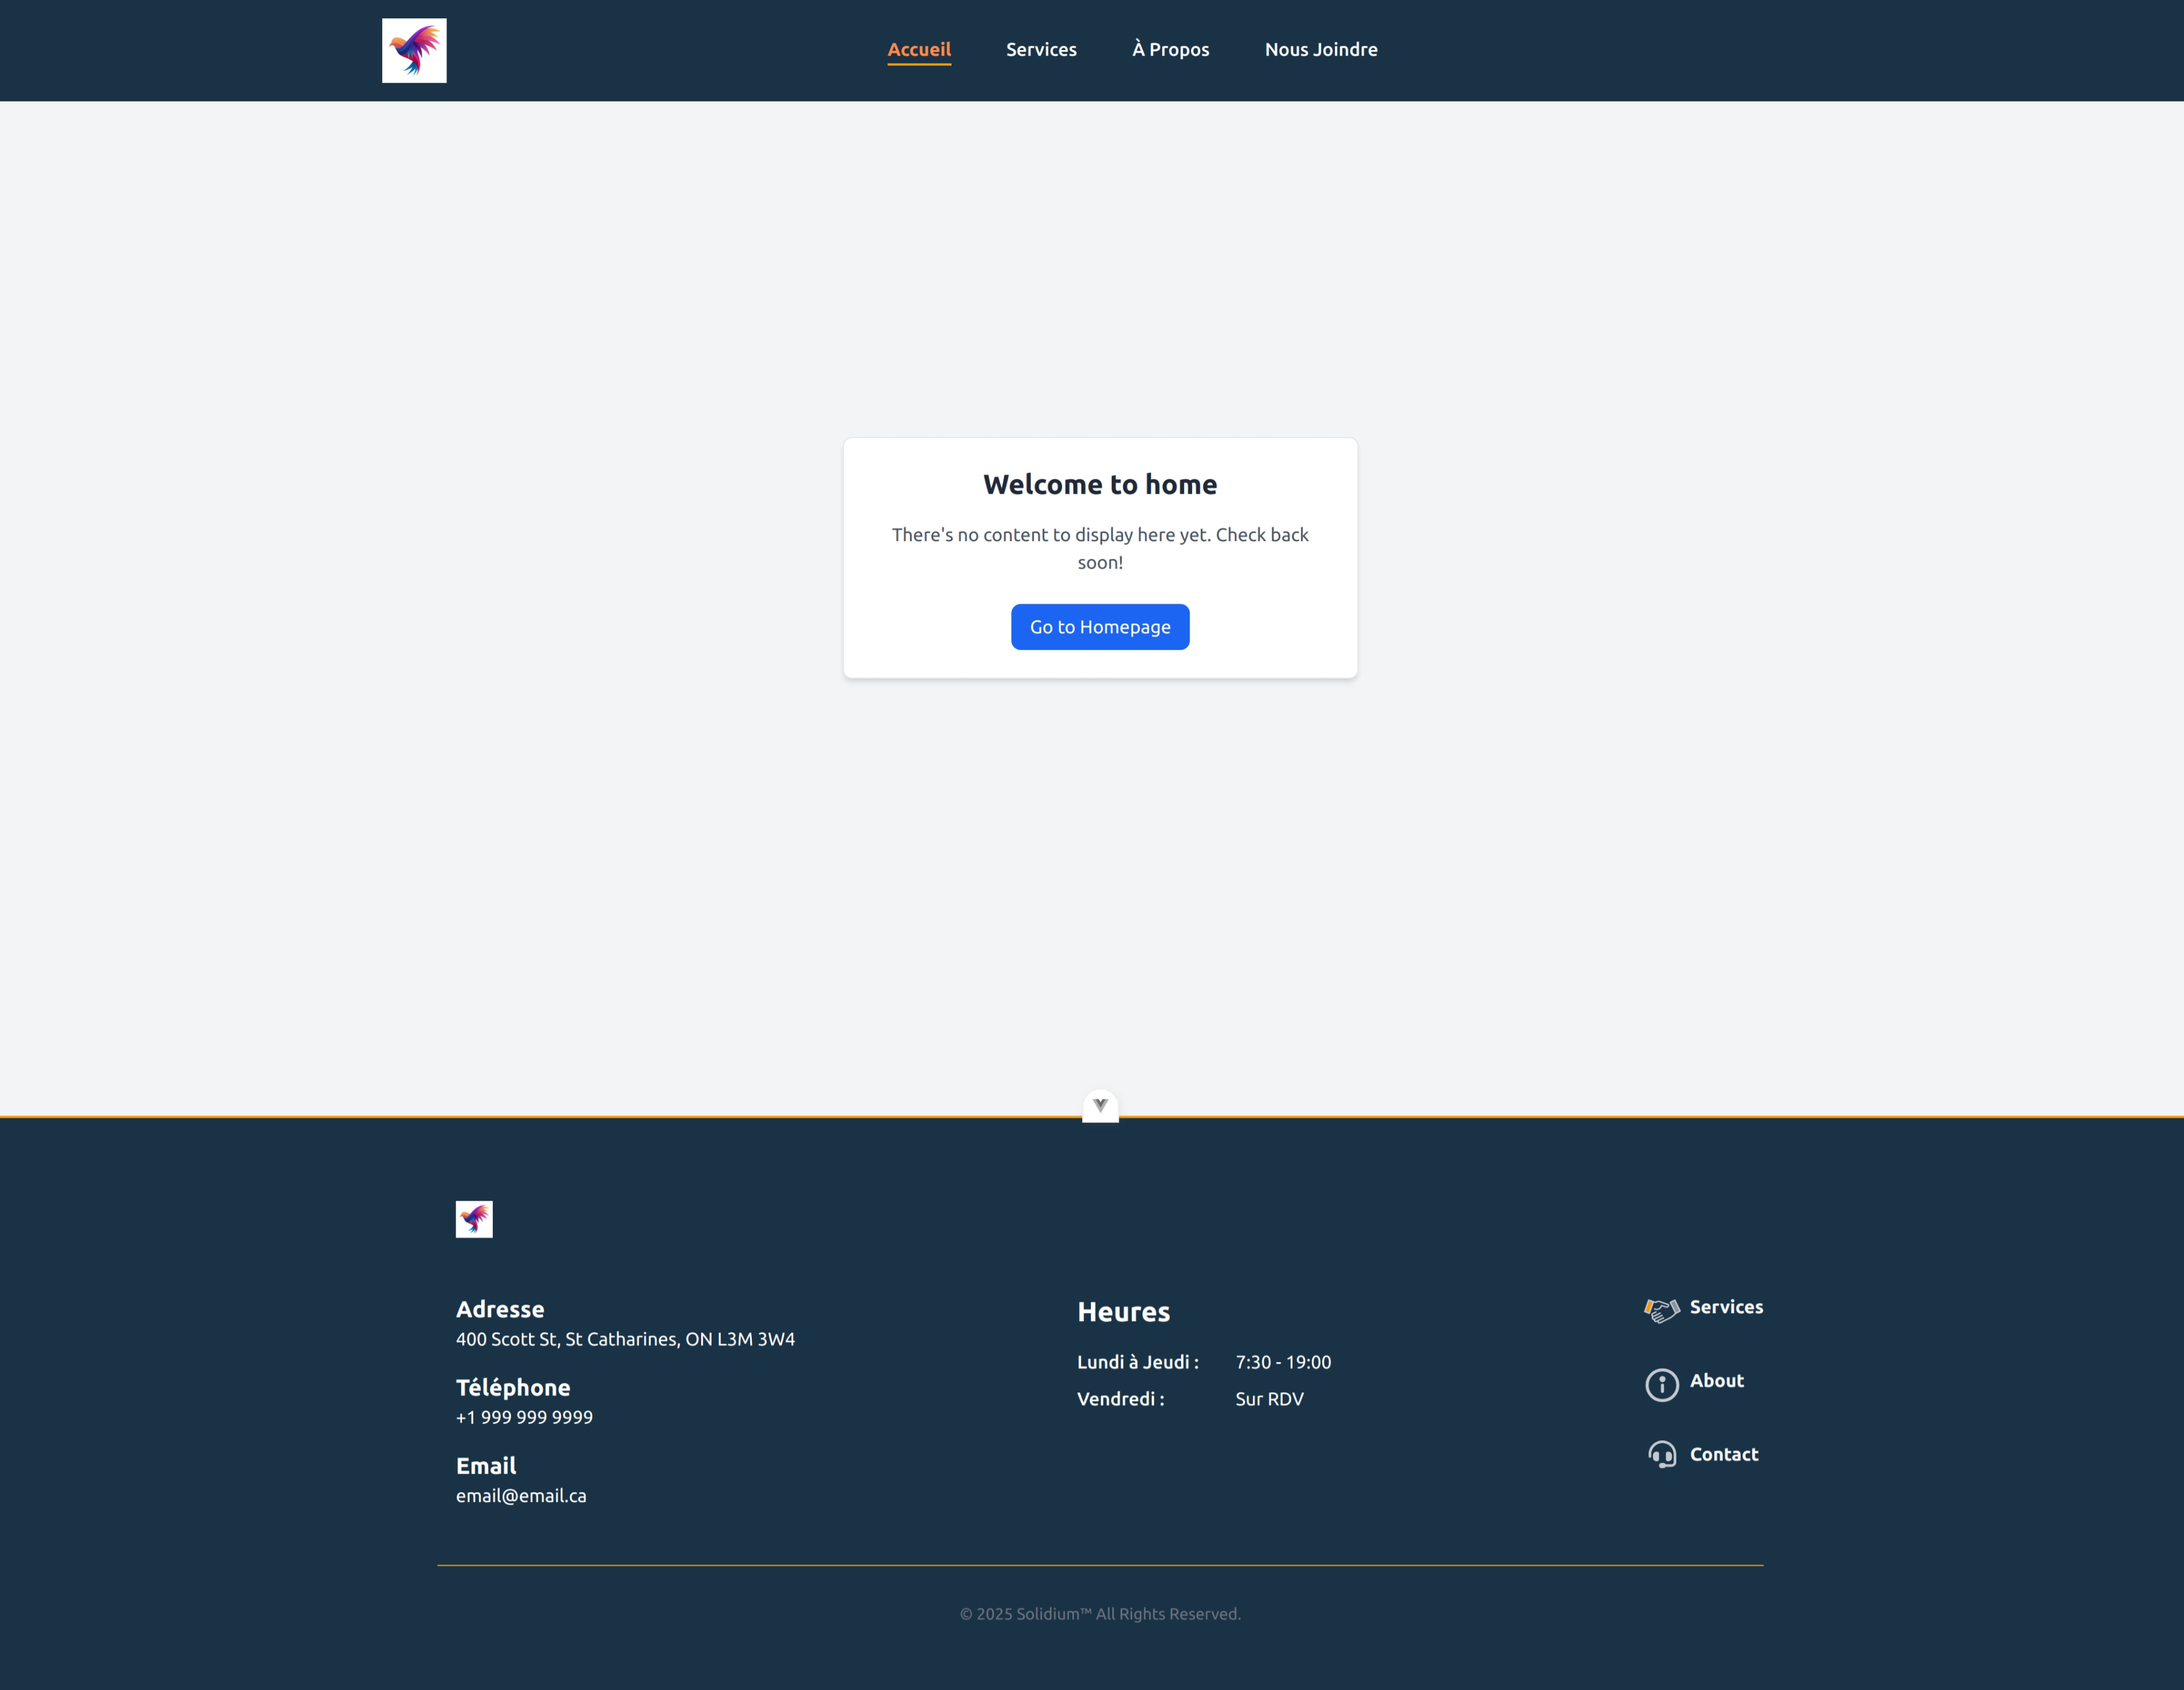 Accueil Services À Propos Nous Joindre
Welcome to home
There's no content to display here yet. Check back
soon!
Go to Homepage
Adresse
400 Scott St, St Catharines, ON L3M 3W4
Téléphone
+1 999 999 9999
Email
email@email.ca
Heures
Lundi à Jeudi : 7:30 - 19:00
Vendredi : Sur RDV
Services
About
Contact
© 2025 Solidium™ All Rights Reserved.